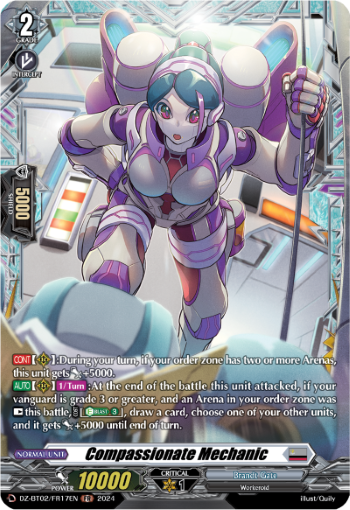 2
GRADE
INTERCEPT
5000
SHIELD
CONT【 】:During your turn, if your order zone has two or more Arenas,
this unit gets +5000.
AUTO【 】1/Turn:At the end of the battle this unit attacked, if your
vanguard is grade 3 or greater, and an Arena in your order zone was
this battle, [ BLAST 3], draw a card, choose one of your other units,
and it gets +5000 until end of turn.
NORMAL UNIT
Compassionate Mechanic
POWER 10000
CRITICAL
1
Brandt Gate
Workeroid
DZ-BT02/FR17EN FR 2024
illust/Quily